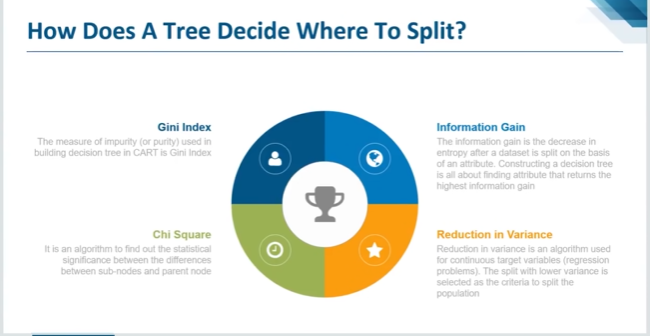 How Does A Tree Decide Where To Split?
Gini Index
The measure of impurity (or purity) used in
building decision tree in CART is Gini Index
Information Gain
The information gain is the decrease in
entropy after a dataset is split on the basis
of an attribute. Constructing a decision tree
is all about finding attribute that returns the
highest information gain
Chi Square
It is an algorithm to find out the statistical
significance between the differences
between sub-nodes and parent node
Reduction in Variance
Reduction in variance is an algorithm used
for continuous target variables (regression
problems). The split with lower variance is
selected as the criteria to split the
population